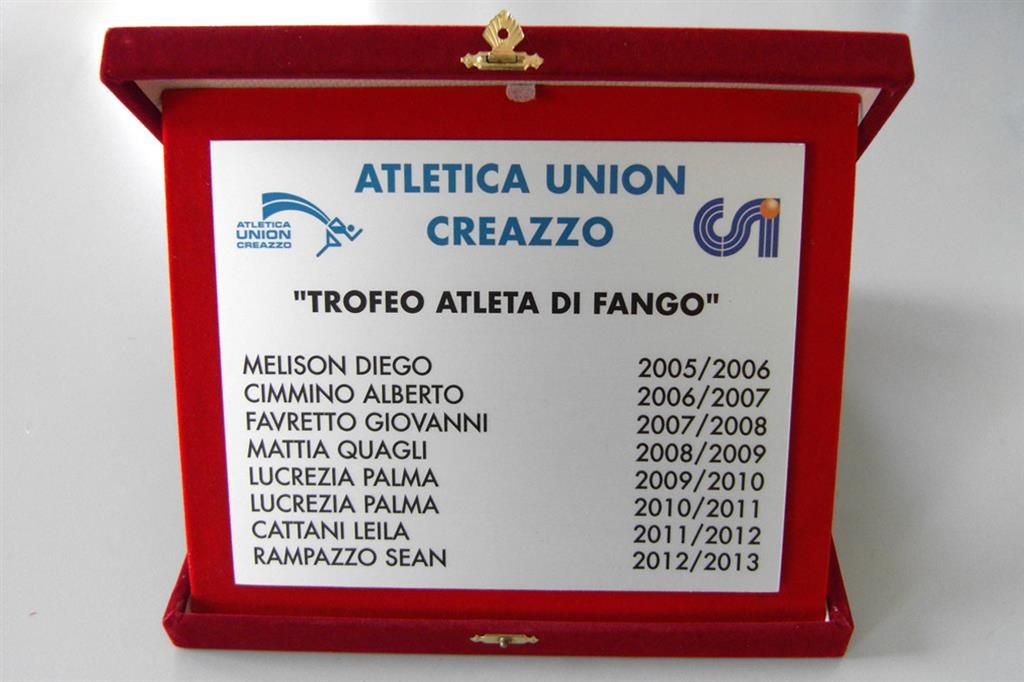 ATLETICA UNION
CREAZZO
ATLETICA
UNION
CREAZZO
CSI
"TROFEO ATLETA DI FANGO"
MELISON DIEGO 2005/2006
CIMMINO ALBERTO 2006/2007
FAVRETTO GIOVANNI 2007/2008
MATTIA QUAGLI 2008/2009
LUCREZIA PALMA 2009/2010
LUCREZIA PALMA 2010/2011
CATTANI LEILA 2011/2012
RAMPAZZO SEAN 2012/2013